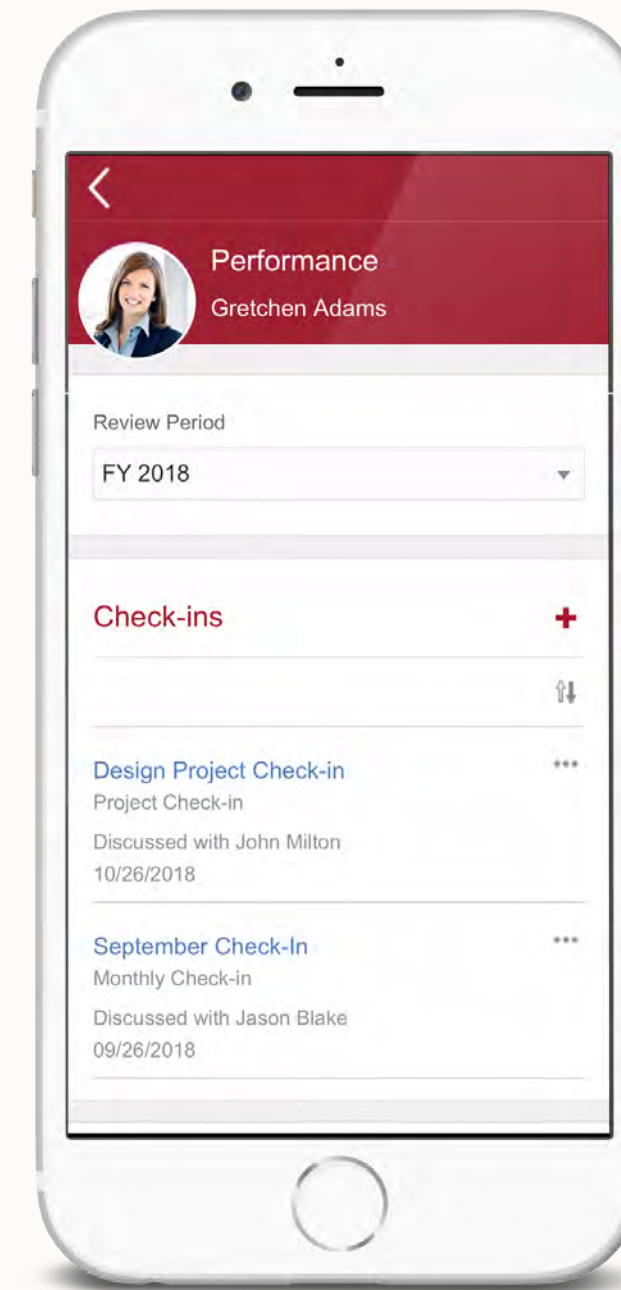 Performance
Gretchen Adams
Review Period
FY 2018
Check-ins
Design Project Check-in
Project Check-in
Discussed with John Milton
10/26/2018
September Check-In
Monthly Check-in
Discussed with Jason Blake
09/26/2018